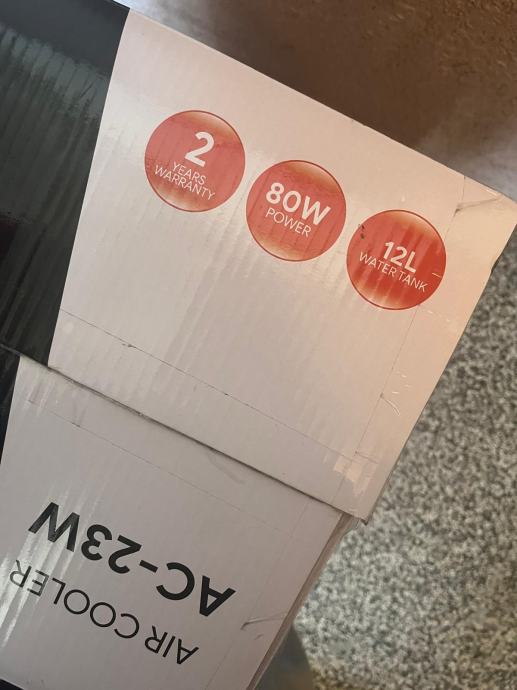 2
YEARS
WARRANTY
80W
POWER
12L
WATER TANK
AIR COOLER
AC-23W